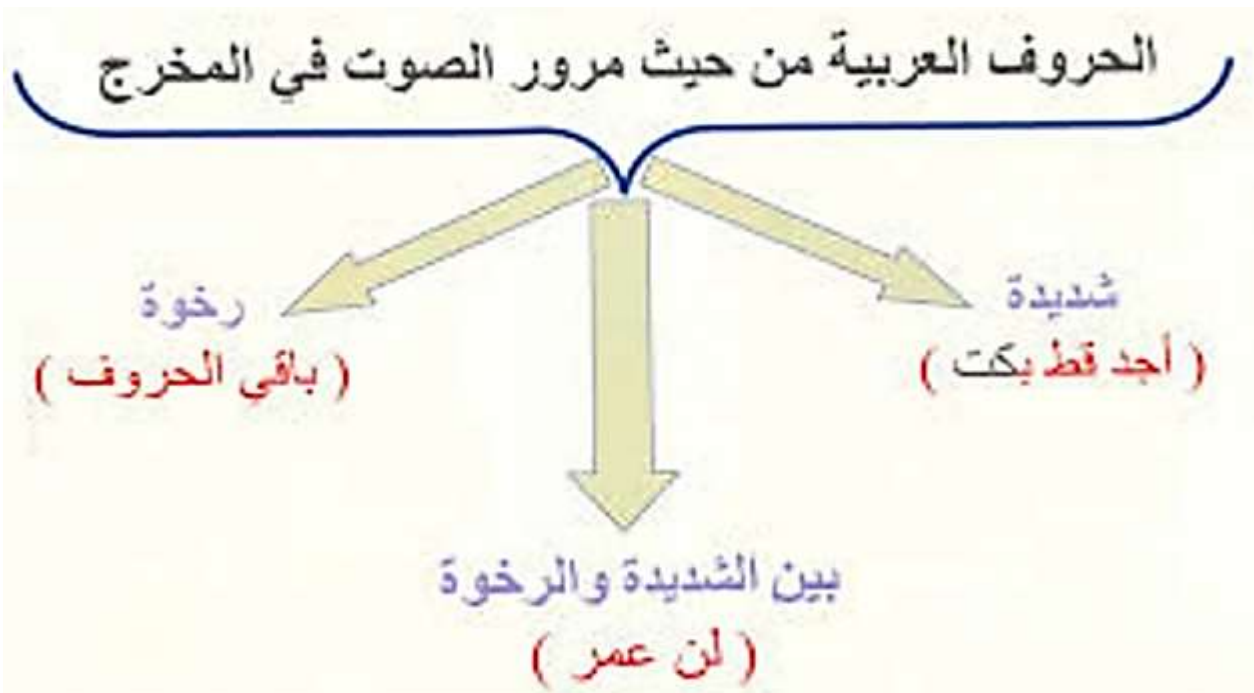 الحروف العربية من حيث مرور الصوت في المخرج
شديدة
( أجد قط بكت )
بين الشديدة والرخوة
( لن عمر )
رخوة
( باقي الحروف )